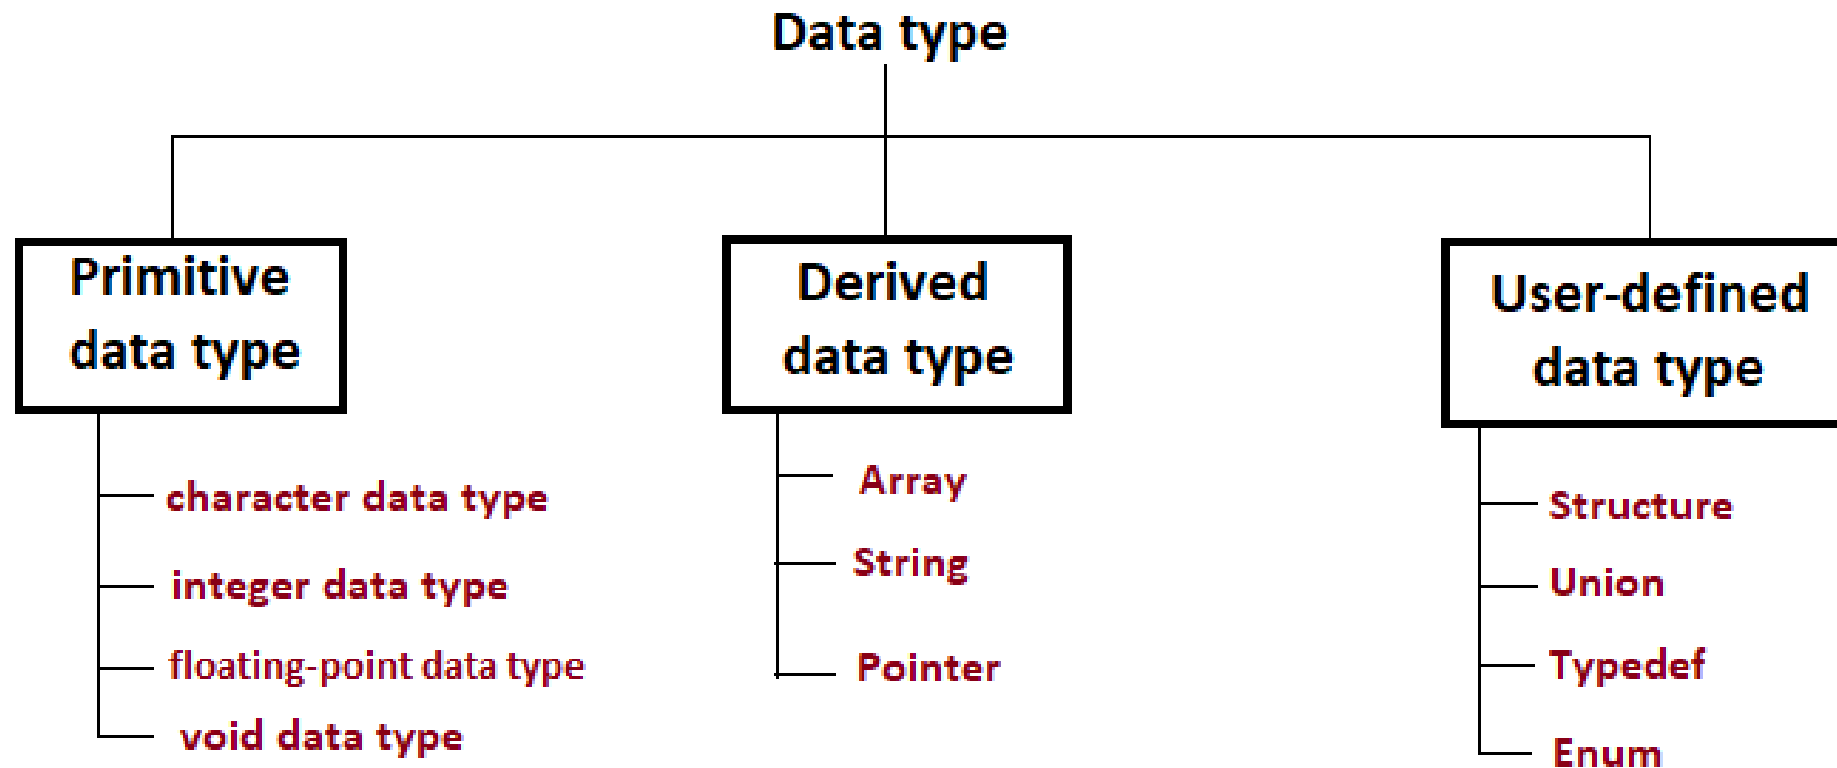 Data type
Primitive
data type
character data type
integer data type
floating-point data type
void data type
Derived
data type
Array
String
Pointer
User-defined
data type
Structure
Union
Typedef
Enum